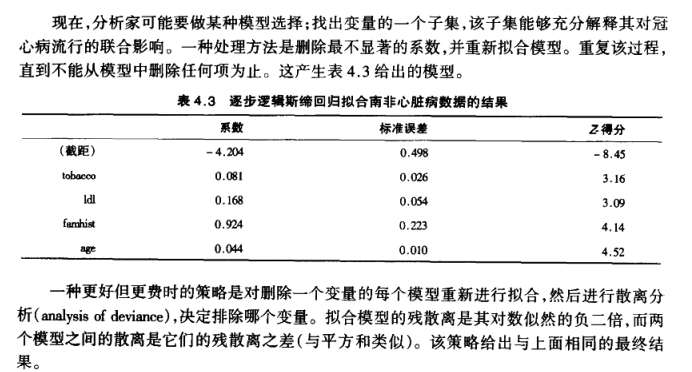 现在,分析家可能要做某种模型选择;找出变量的一个子集,该子集能够充分解释其对冠
心病流行的联合影响。一种处理方法是删除最不显著的系数,并重新拟合模型。重复该过程,
直到不能从模型中删除任何项为止。这产生表 4.3 给出的模型。
表 4.3 逐步逻辑斯缔回归拟合南非心脏病数据的结果
系数 标准误差 Z 得分
(截距) -4.204 0.498 -8.45
tobacco 0.081 0.026 3.16
ldl 0.168 0.054 3.09
famhist 0.924 0.223 4.14
age 0.044 0.010 4.52
一种更好但更费时的策略是对删除一个变量的每个模型重新进行拟合,然后进行散离分
析(analysis of deviance),决定排除哪个变量。拟合模型的残散离是其对数似然的负二倍,而两
个模型之间的散离是它们的残散离之差(与平方和类似)。该策略给出与上面相同的最终结
果。